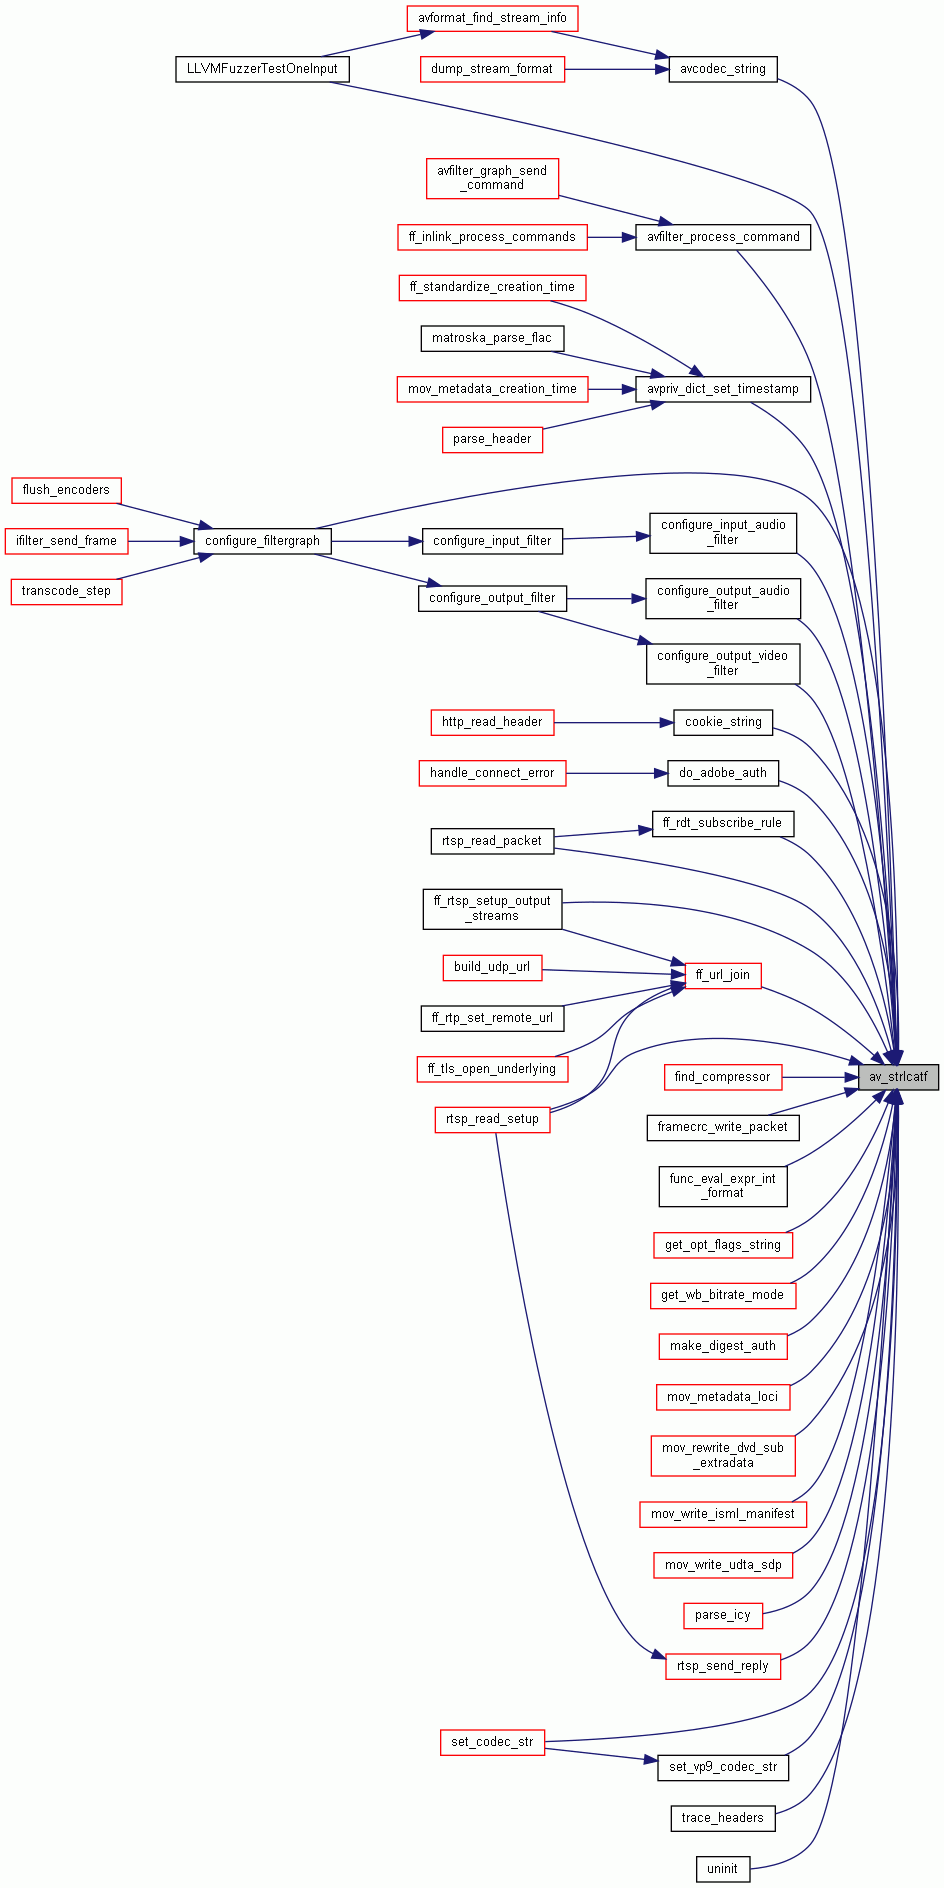 avformat_find_stream_info
LLVMFuzzerTestOneInput
dump_stream_format
avcodec_string
avfilter_graph_send
_command
ff_inlink_process_commands
avfilter_process_command
ff_standardize_creation_time
matroska_parse_flac
mov_metadata_creation_time
avpriv_dict_set_timestamp
parse_header
flush_encoders
ifilter_send_frame
transcode_step
configure_filtergraph
configure_input_filter
configure_input_audio
_filter
configure_output_filter
configure_output_audio
_filter
configure_output_video
_filter
http_read_header
cookie_string
handle_connect_error
do_adobe_auth
rtsp_read_packet
ff_rdt_subscribe_rule
ff_rtsp_setup_output
_streams
build_udp_url
ff_url_join
ff_rtp_set_remote_url
ff_tls_open_underlying
rtsp_read_setup
find_compressor
av_strlcatf
framecrc_write_packet
func_eval_expr_int
_format
get_opt_flags_string
get_wb_bitrate_mode
make_digest_auth
mov_metadata_loci
mov_rewrite_dvd_sub
_extradata
mov_write_isml_manifest
mov_write_udta_sdp
parse_icy
rtsp_send_reply
set_codec_str
set_vp9_codec_str
trace_headers
uninit